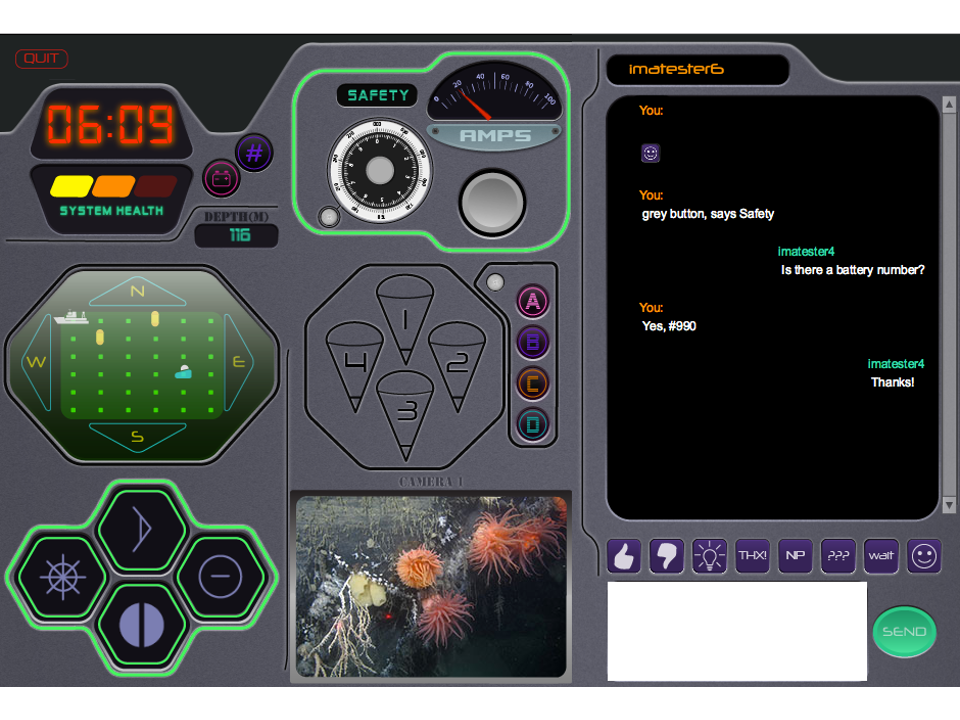 QUIT
06:09
#
SYSTEM HEALTH
DEPTH(M)
116
SAFETY
0 20 40 60 80 100
AMPS
12
N
W
E
S
1
4
2
3
A
B
C
D
CAMERA 1
imatester6
You:
You:
grey button, says Safety
imatester4
Is there a battery number?
You:
Yes, #990
imatester4
Thanks!
THX!
NP
???
wait
SEND